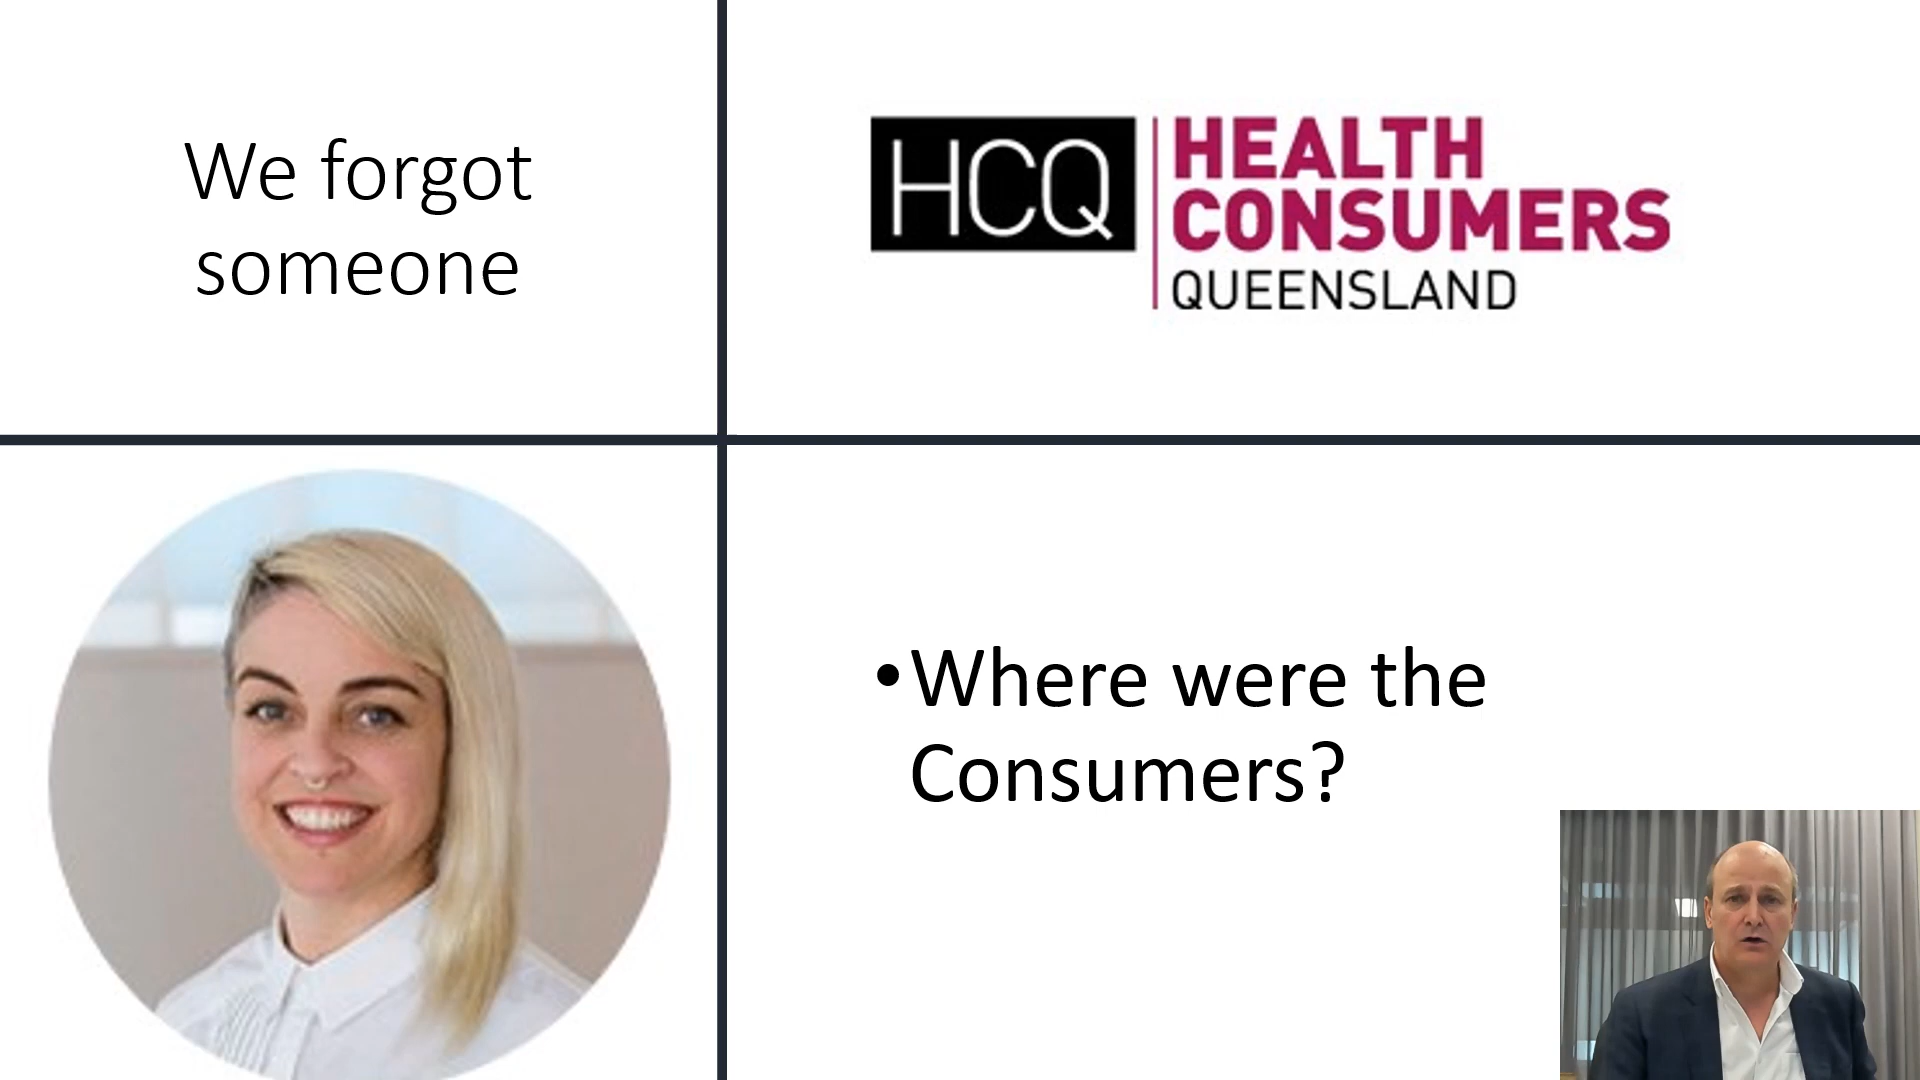 We forgot
someone
HCQ
HEALTH
CONSUMERS
QUEENSLAND
•Where were the
Consumers?